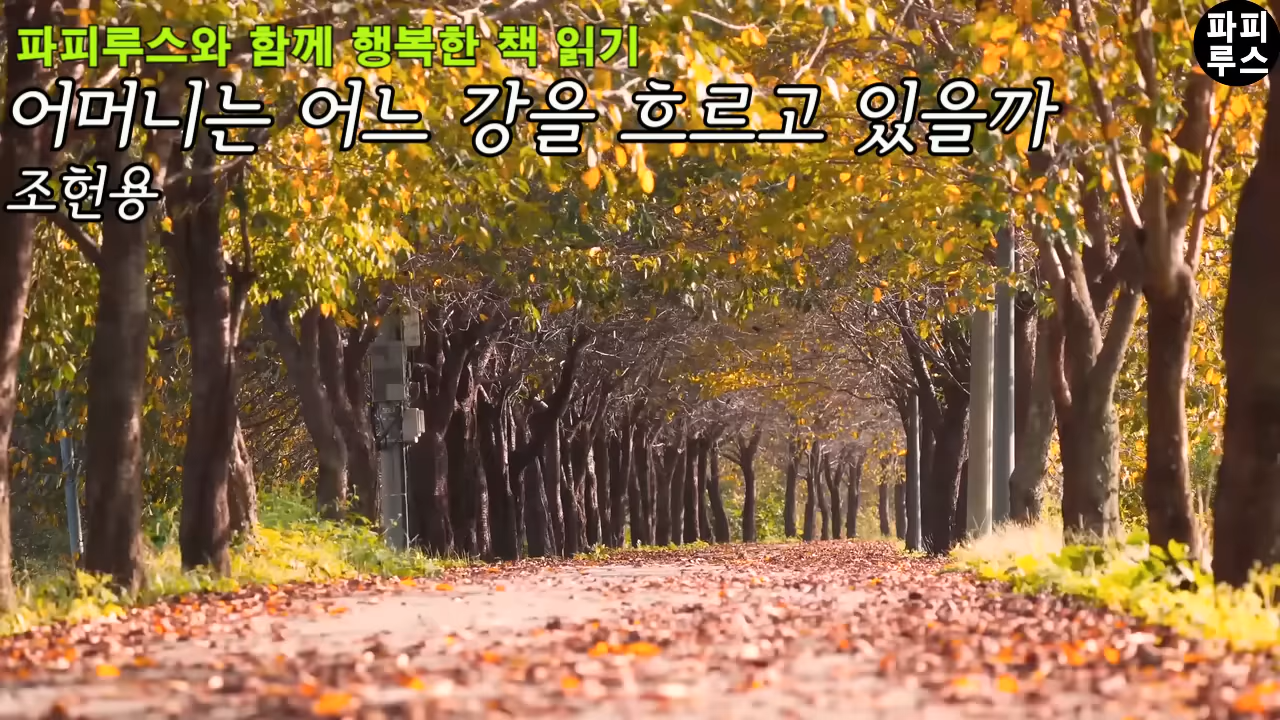 파피루스와 함께 행복한 책 읽기
어머니는 어느 강을 흐르고 있을까
조헌용
파피
루스